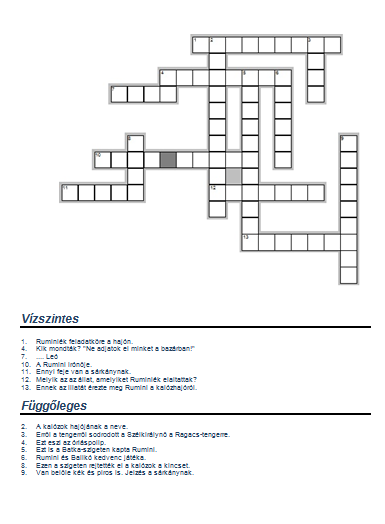 1 2 3
4 5 6
7
8 9
10
11 12
13
Vízszintes
1. Ruminiék feladatköre a hajón.
4. Kik mondták? "Ne adjatok el minket a bazárban!"
7. .... Leó
10. A Rumini írónője.
11. Ennyi feje van a sárkánynak.
12. Melyik az az állat, amelyiket Ruminiék elaltattak?
13. Ennek az illatát érezte meg Rumini a kalózhajóról.
Függőleges
2. A kalózok hajójának a neve.
3. Erről a tengerről sodródott a Szélkirálynő a Ragacs-tengerre.
4. Ezt eszi az óriáspolip.
5. Ezt is a Batka-szigeten kapta Rumini.
6. Rumini és Balikó kedvenc játéka.
8. Ezen a szigeten rejtették el a kalózok a kincset.
9. Van belőle kék és piros is. Jelzés a sárkánynak.